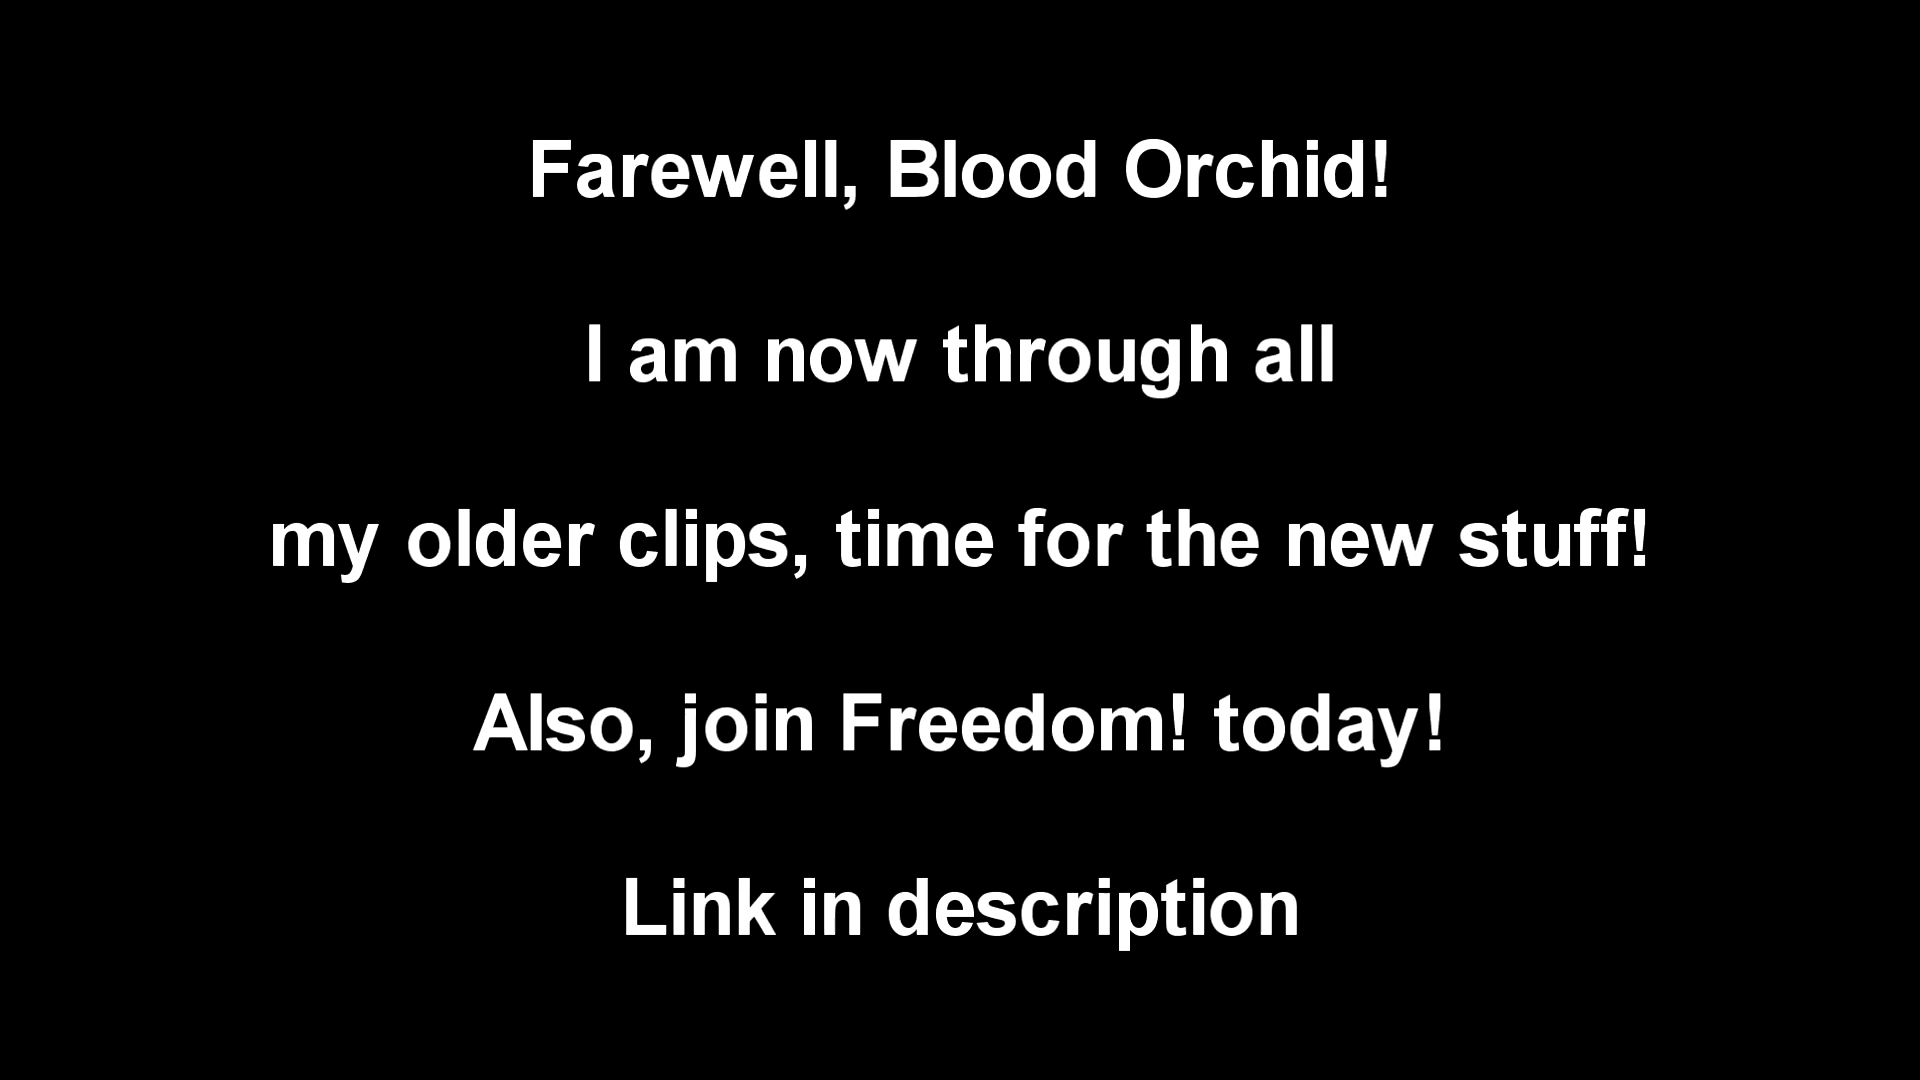 Farewell, Blood Orchid!
I am now through all
my older clips, time for the new stuff!
Also, join Freedom! today!
Link in description